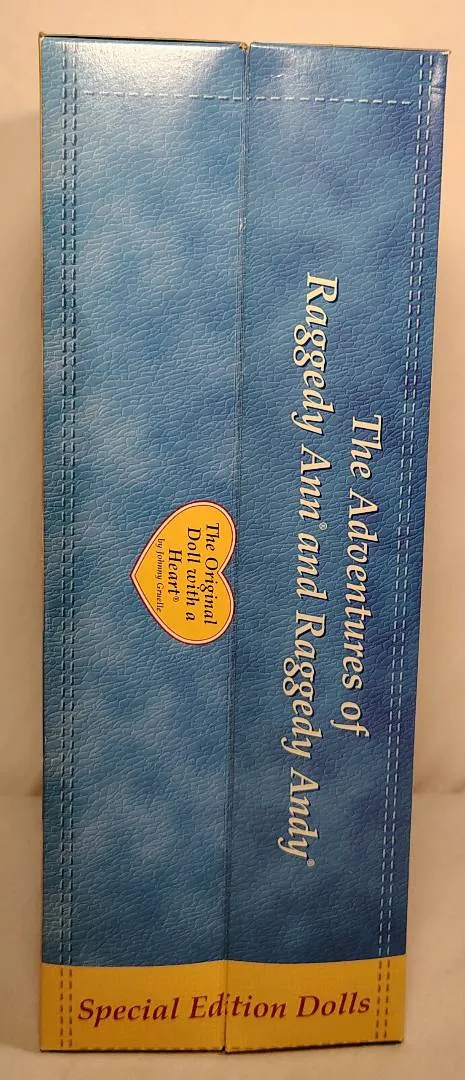 The Adventures of
Raggedy Ann® and Raggedy Andy®
The Original
Doll with a
Heart®
by Johnny Gruelle
Special Edition Dolls